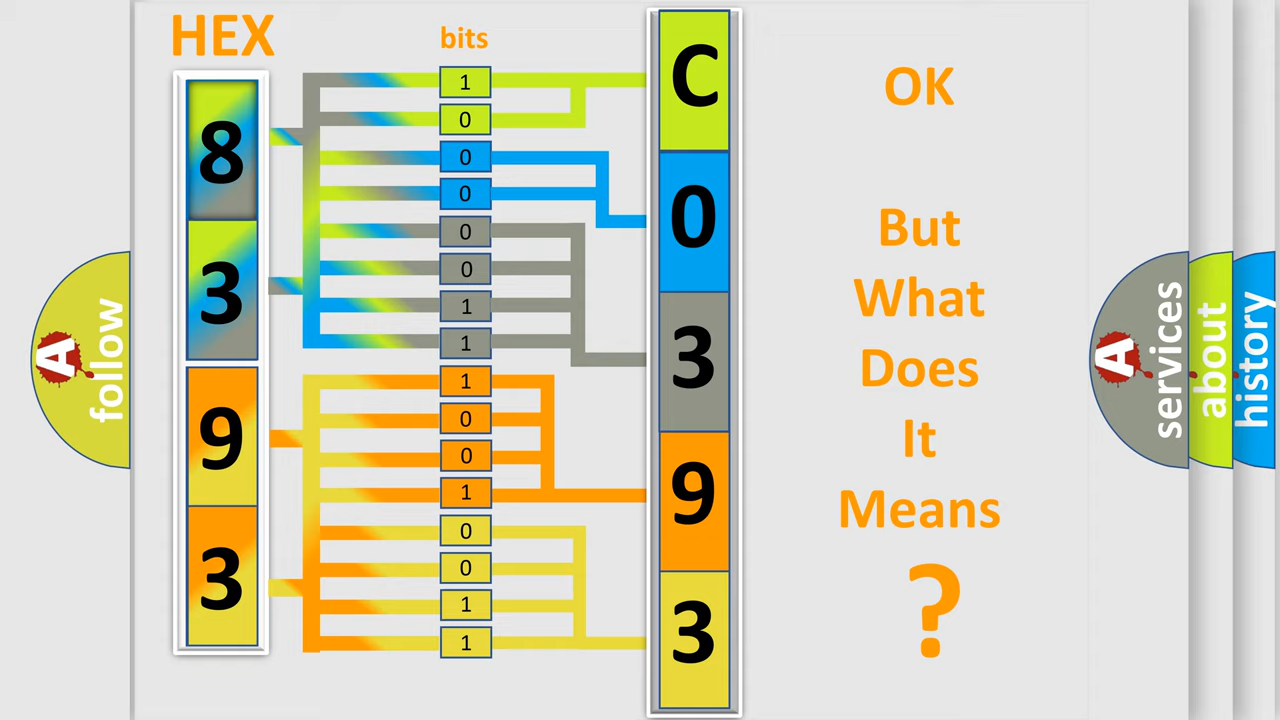 HEX
bits
8
3
9
3
1
0
0
0
0
0
1
1
1
0
0
1
0
0
1
1
C
0
3
9
3
OK
But
What
Does
It
Means
?
A
follow
A
services
about
history